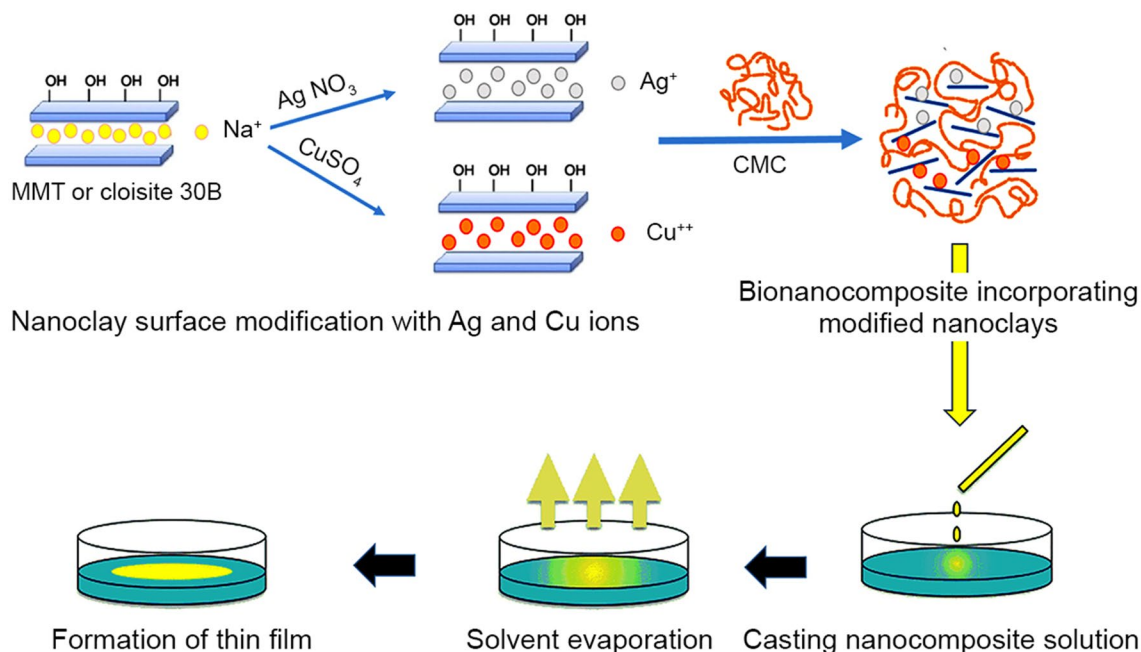 OH OH OH OH
OH OH OH OH
Na⁺
MMT or cloisite 30B
Ag NO₃
CuSO₄
Ag⁺
OH OH OH OH
Cu⁺⁺
CMC
Nanoclay surface modification with Ag and Cu ions
Bionanocomposite incorporating
modified nanoclays
Formation of thin film
Solvent evaporation
Casting nanocomposite solution